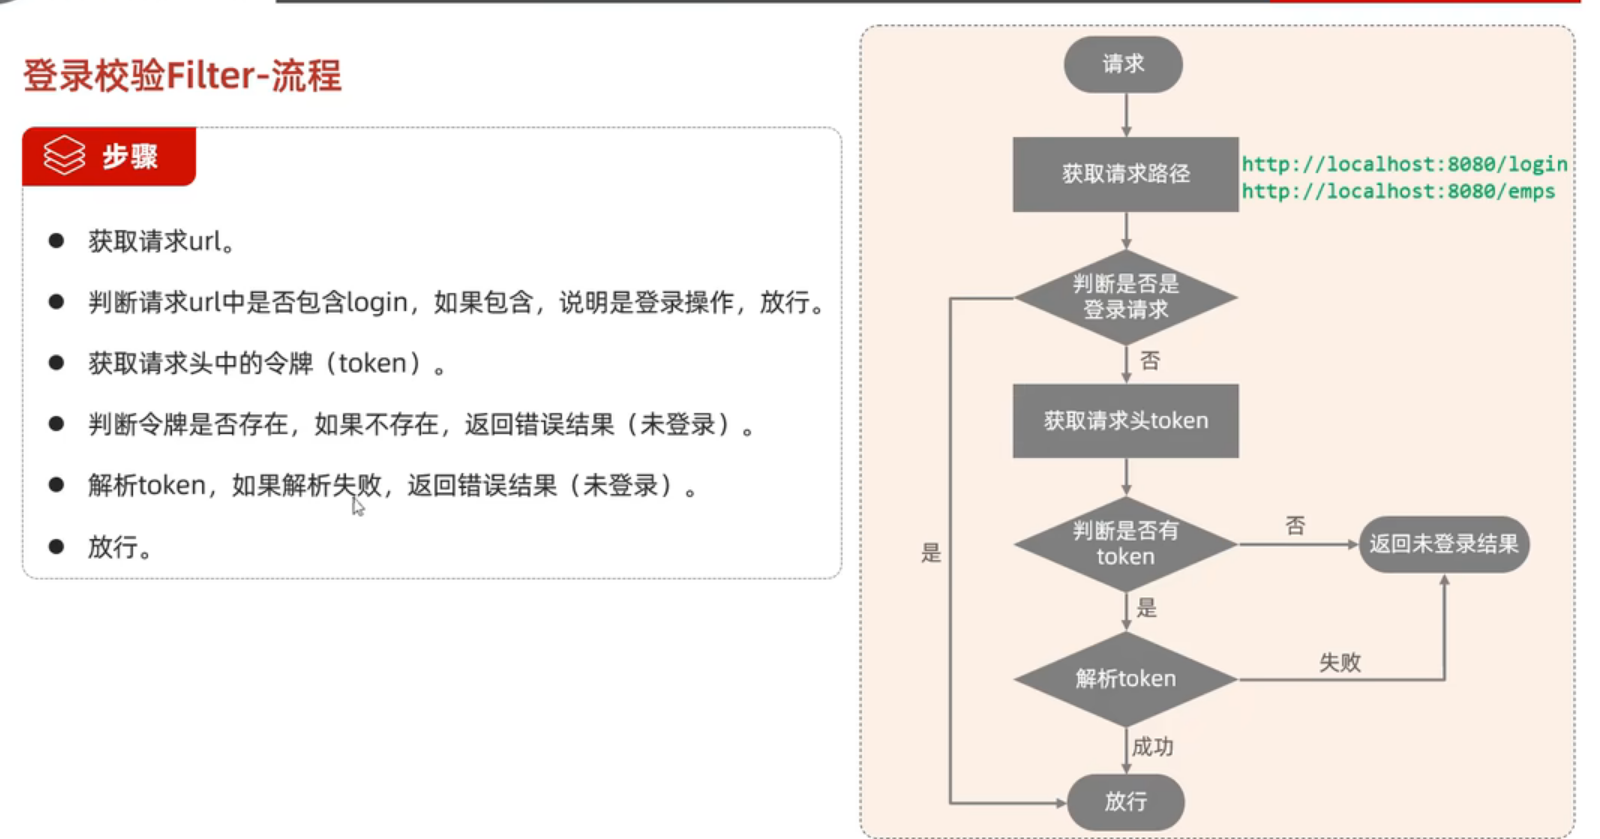 登录校验Filter-流程
步骤
获取请求url。
判断请求url中是否包含login，如果包含，说明是登录操作，放行。
获取请求头中的令牌（token）。
判断令牌是否存在，如果不存在，返回错误结果（未登录）。
解析token，如果解析失败，返回错误结果（未登录）。
放行。
请求
获取请求路径
http://localhost:8080/login
http://localhost:8080/emps
判断是否是
登录请求
否
获取请求头token
判断是否有
token
否
返回未登录结果
是
是
解析token
失败
成功
放行